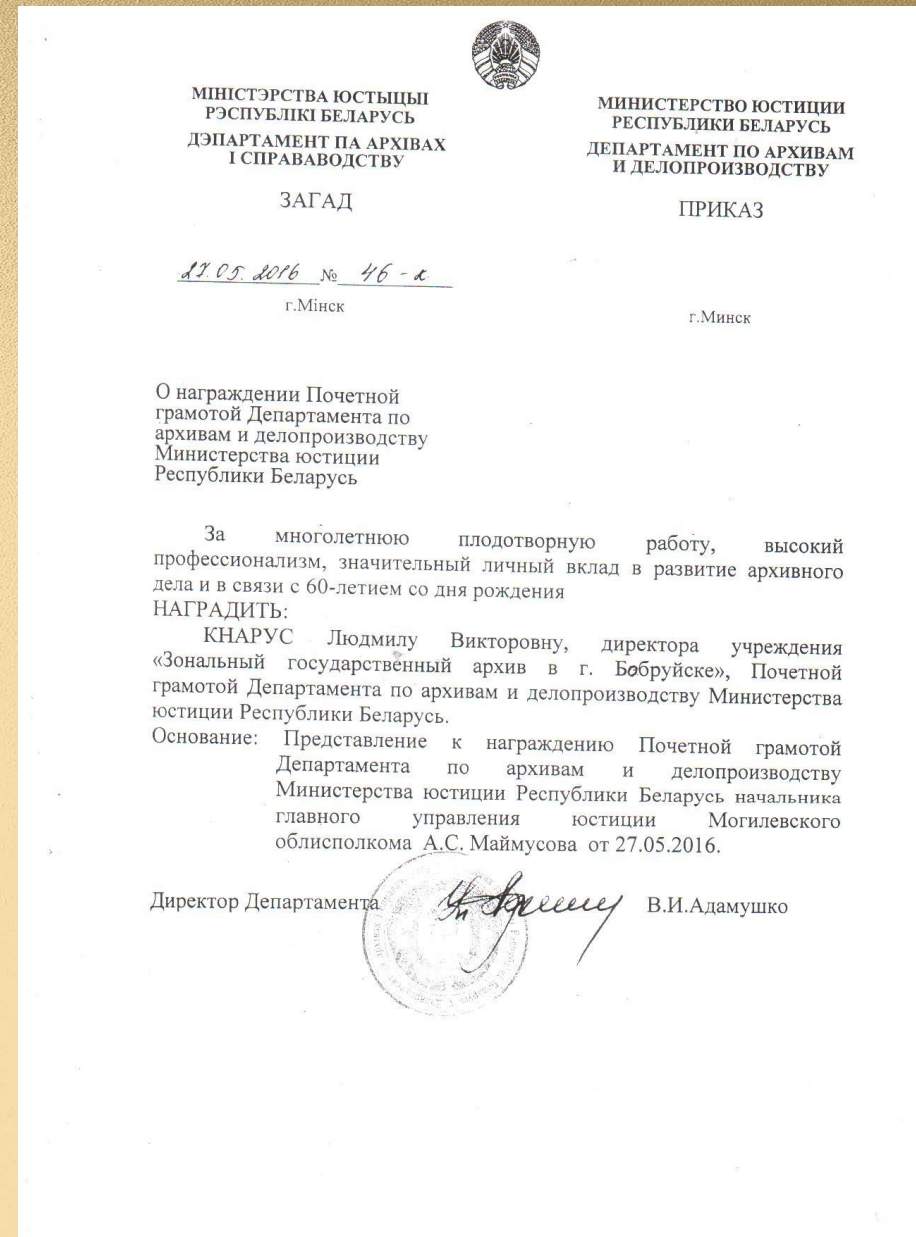 МІНІСТЭРСТВА ЮСТЫЦЫІ
РЭСПУБЛІКІ БЕЛАРУСЬ
ДЭПАРТАМЕНТ ПА АРХІВАХ
І СПРАВАВОДСТВУ
ЗАГАД
27.05.2016 № 46-к
г.Мінск
МИНИСТЕРСТВО ЮСТИЦИИ
РЕСПУБЛИКИ БЕЛАРУСЬ
ДЕПАРТАМЕНТ ПО АРХИВАМ
И ДЕЛОПРОИЗВОДСТВУ
ПРИКАЗ
г.Минск
О награждении Почетной
грамотой Департамента по
архивам и делопроизводству
Министерства юстиции
Республики Беларусь
За многолетнюю плодотворную работу, высокий
профессионализм, значительный личный вклад в развитие архивного
дела и в связи с 60-летием со дня рождения
НАГРАДИТЬ:
КНАРУС Людмилу Викторовну, директора учреждения
«Зональный государственный архив в г. Бобруйске», Почетной
грамотой Департамента по архивам и делопроизводству Министерства
юстиции Республики Беларусь.
Основание: Представление к награждению Почетной грамотой
Департамента по архивам и делопроизводству
Министерства юстиции Республики Беларусь начальника
главного управления юстиции Могилевского
облисполкома А.С. Маймусова от 27.05.2016.
Директор Департамента В.И.Адамушко